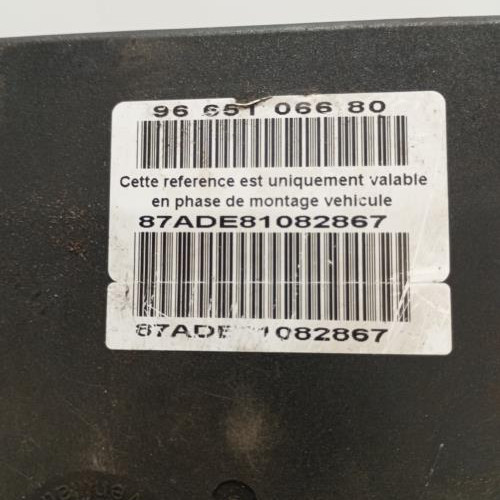 96 651 066 80
Cette reference est uniquement valable
en phase de montage vehicule
87ADE81082867